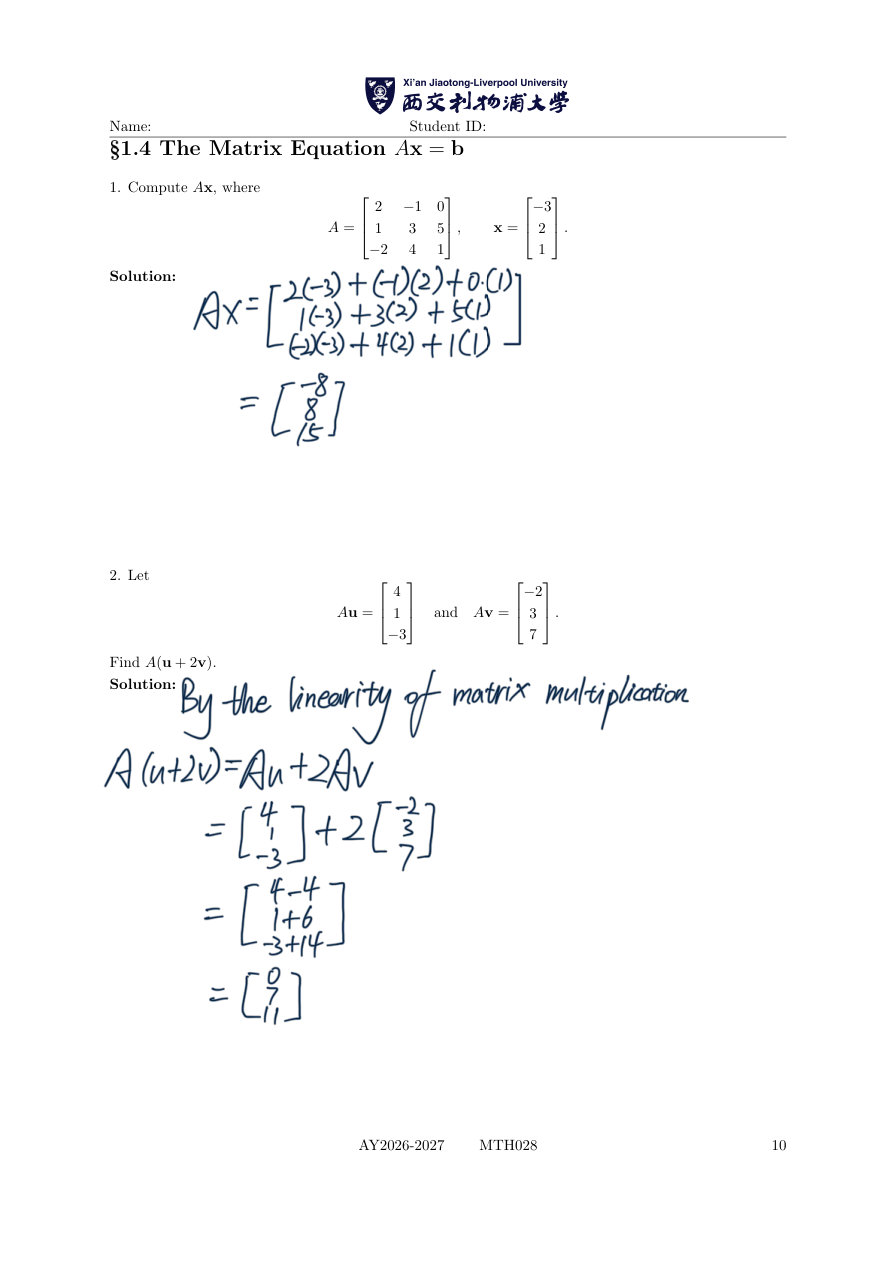 Xi'an Jiaotong-Liverpool University
西交利物浦大學
Name: Student ID:
§1.4 The Matrix Equation Ax = b
1. Compute Ax, where
A = [2 −1 0; 1 3 5; −2 4 1], x = [−3; 2; 1].
Solution:
Ax = [2(-3)+(-1)(2)+0·(1); 1(-3)+3(2)+5(1); (-2)(-3)+4(2)+1(1)]
= [-8; 8; 15]
2. Let
Au = [4; 1; −3] and Av = [−2; 3; 7].
Find A(u + 2v).
Solution: By the linearity of matrix multiplication
A(u+2v)=Au+2Av
= [4; 1; -3] + 2[-2; 3; 7]
= [4-4; 1+6; -3+14]
= [0; 7; 11]
AY2026-2027 MTH028 10